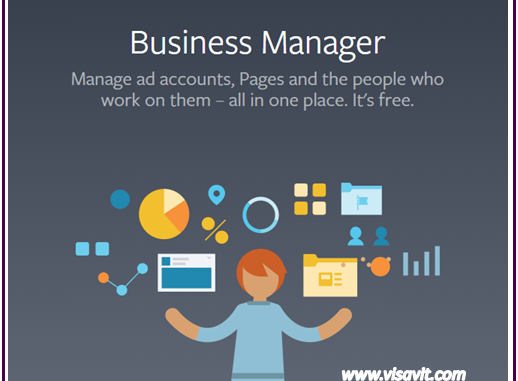 Business Manager
Manage ad accounts, Pages and the people who
work on them – all in one place. It's free.
www.visavit.com